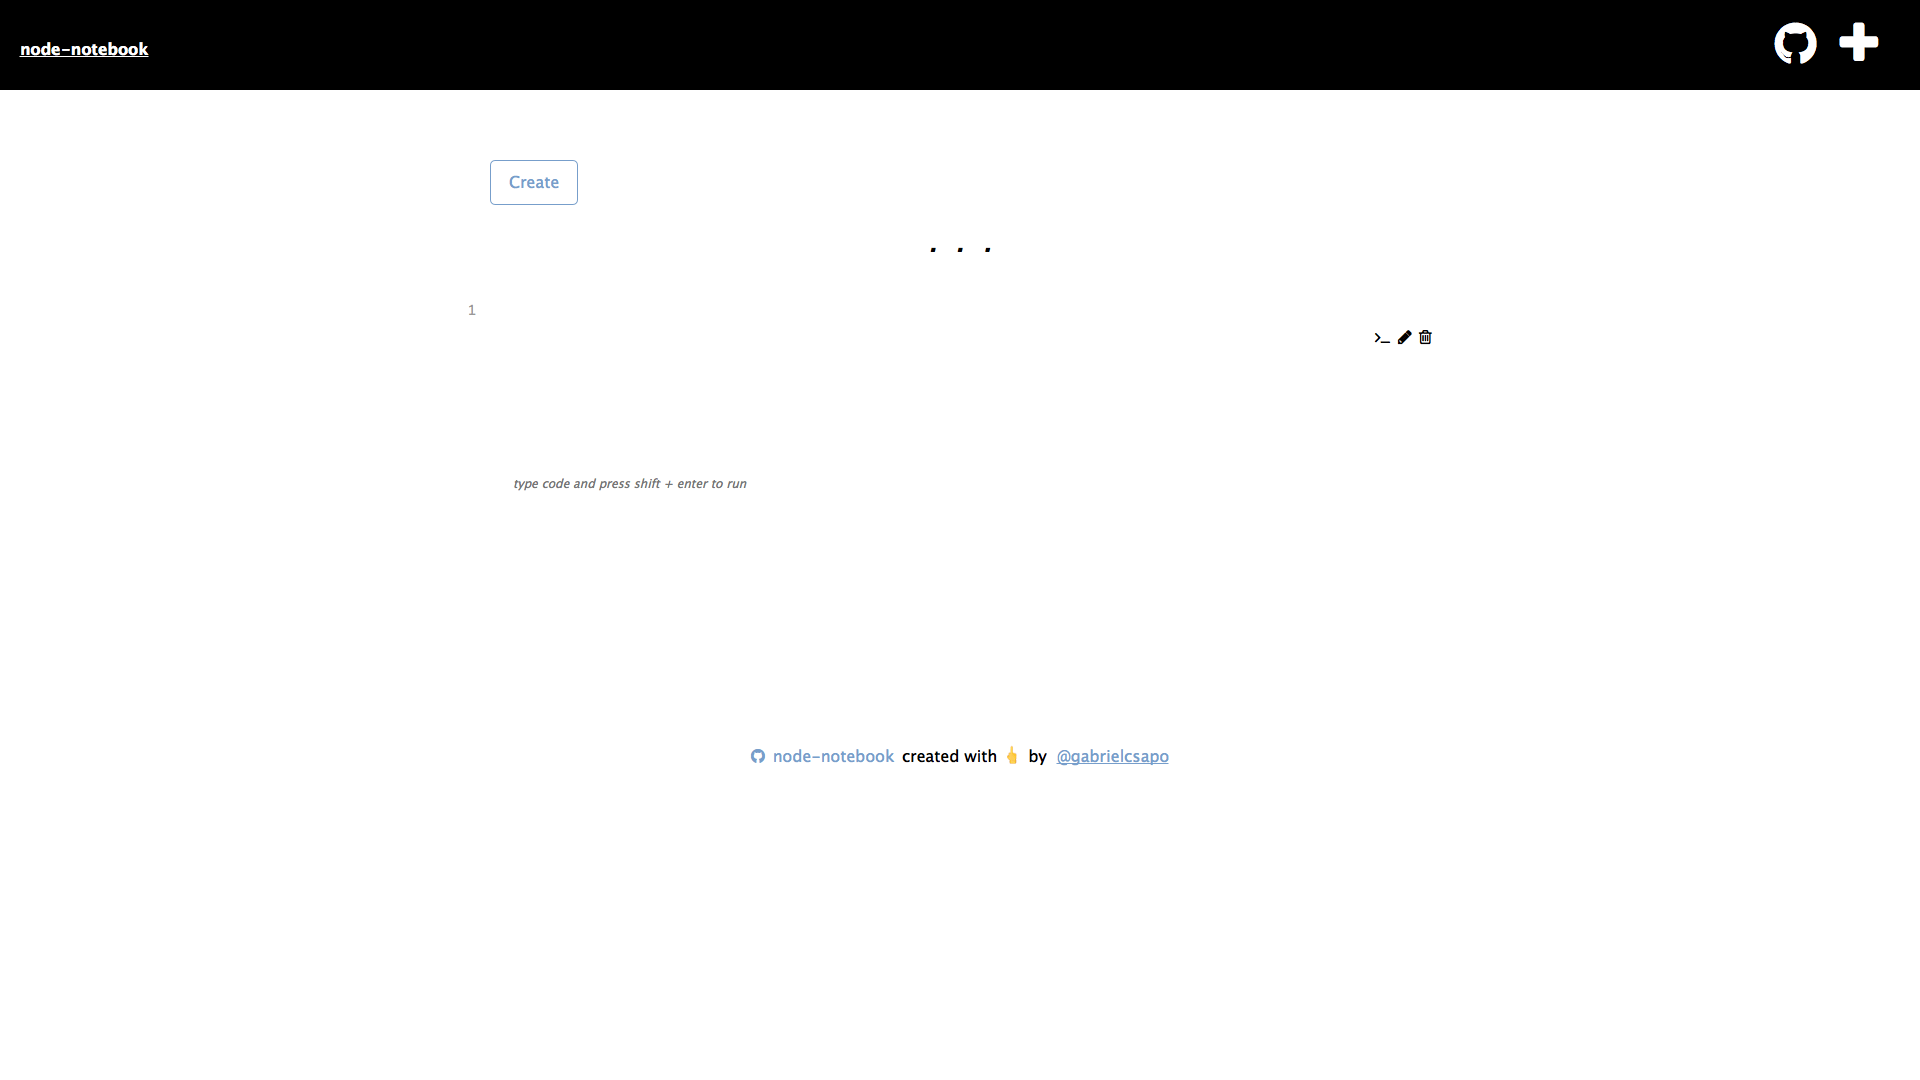 node-notebook
Create
. . .
1
type code and press shift + enter to run
node-notebook created with 🖕 by @gabrielcsapo